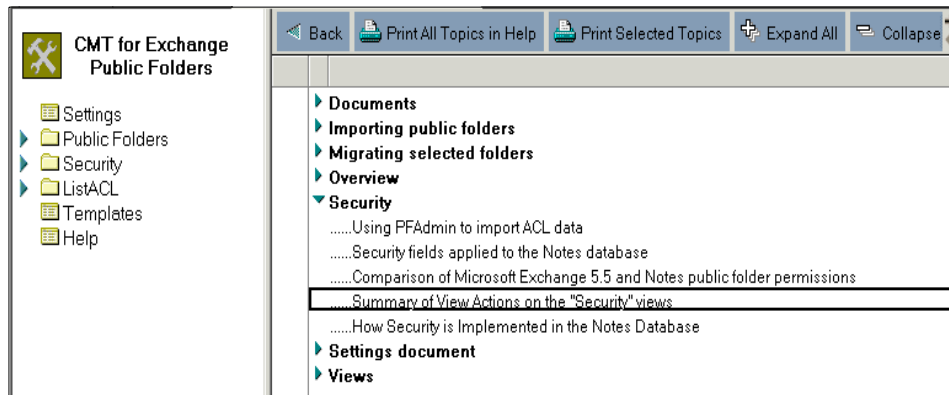 CMT for Exchange
Public Folders
Settings
Public Folders
Security
ListACL
Templates
Help
Back Print All Topics in Help Print Selected Topics Expand All Collapse
Documents
Importing public folders
Migrating selected folders
Overview
Security
......Using PFAdmin to import ACL data
......Security fields applied to the Notes database
......Comparison of Microsoft Exchange 5.5 and Notes public folder permissions
......Summary of View Actions on the "Security" views
......How Security is Implemented in the Notes Database
Settings document
Views